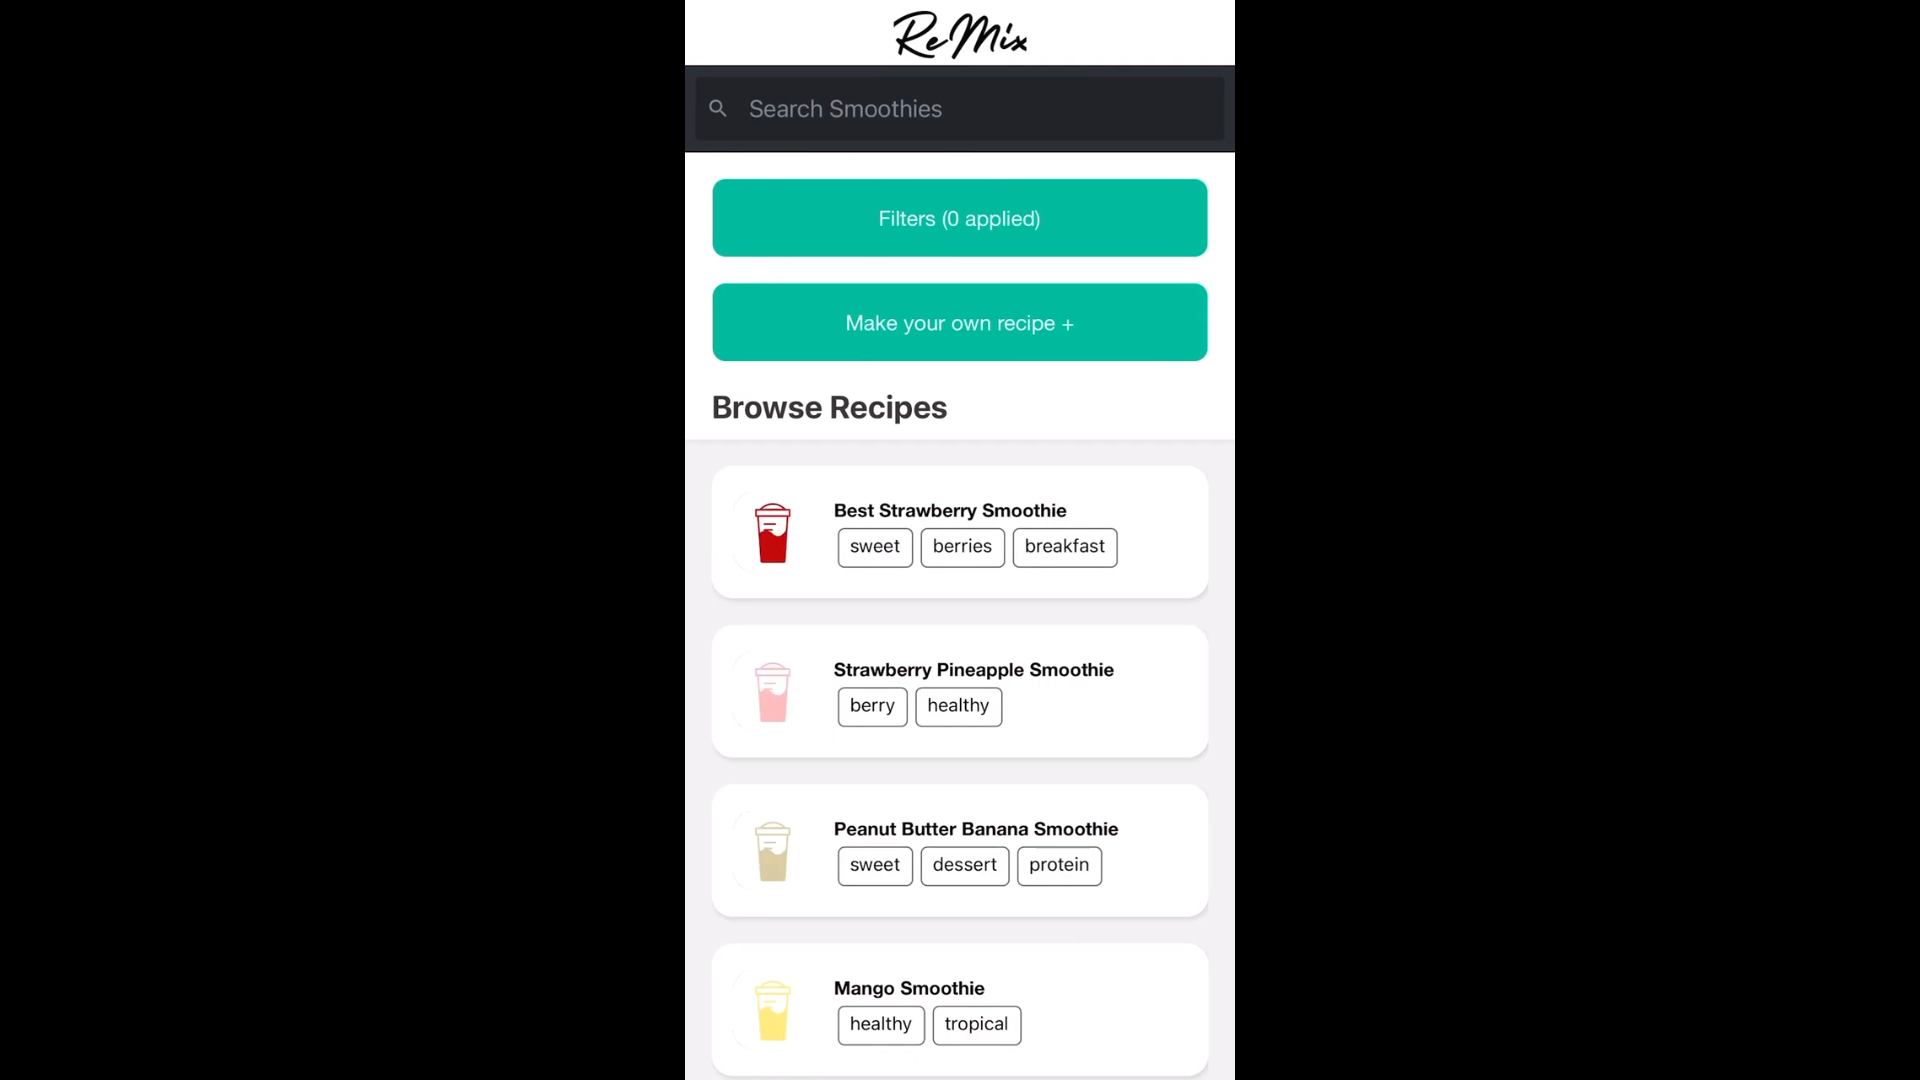 ReMix
Search Smoothies
Filters (0 applied)
Make your own recipe +
Browse Recipes
Best Strawberry Smoothie
sweet berries breakfast
Strawberry Pineapple Smoothie
berry healthy
Peanut Butter Banana Smoothie
sweet dessert protein
Mango Smoothie
healthy tropical